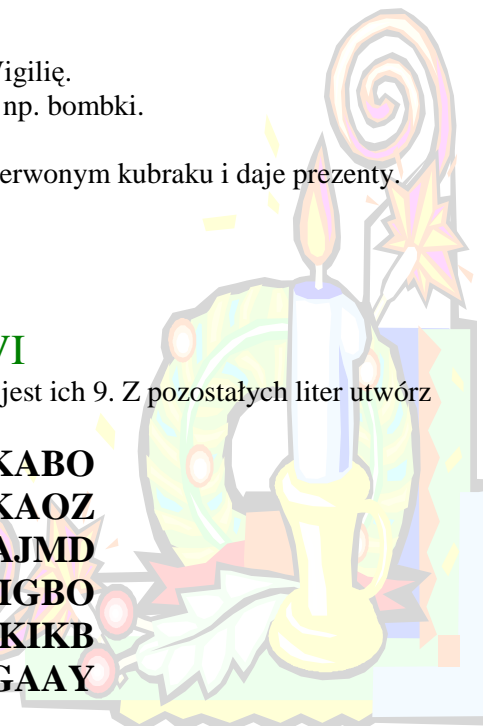 Vigilię.
np. bombki.
erwonym kubraku i daje prezenty.
VI
jest ich 9. Z pozostałych liter utwórz
KABO
KAOZ
AJMD
IGBO
KIKB
GAAY